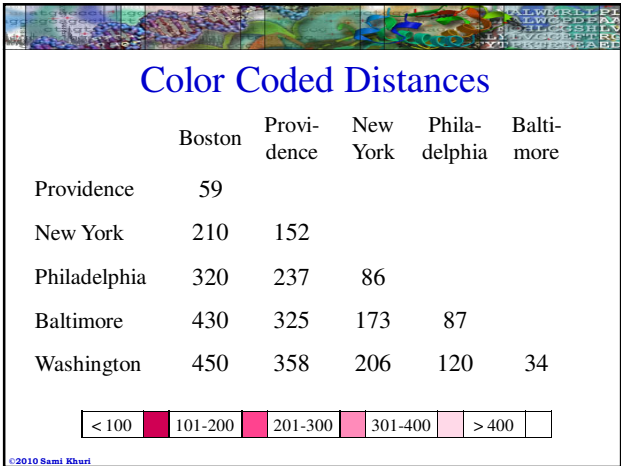 Color Coded Distances
Boston Provi-dence New York Phila-delphia Balti-more
Providence 59
New York 210 152
Philadelphia 320 237 86
Baltimore 430 325 173 87
Washington 450 358 206 120 34
< 100 101-200 201-300 301-400 > 400
©2010 Sami Khuri